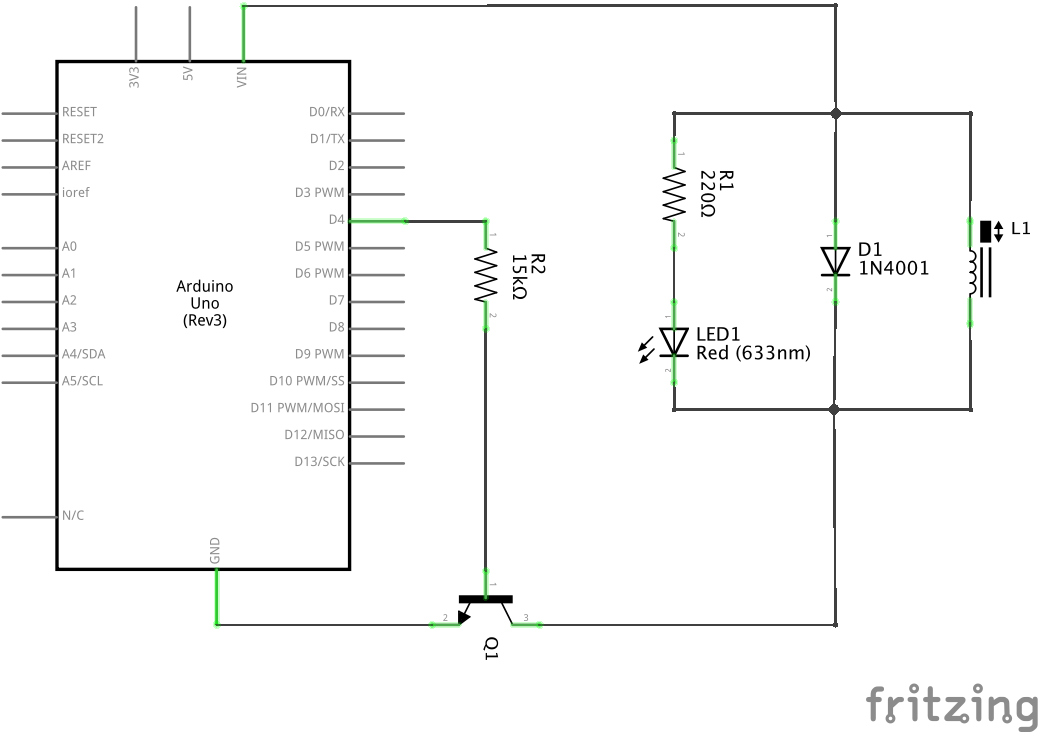 3V3
5V
VIN
RESET
RESET2
AREF
ioref
A0
A1
A2
A3
A4/SDA
A5/SCL
N/C
D0/RX
D1/TX
D2
D3 PWM
D4
D5 PWM
D6 PWM
D7
D8
D9 PWM
D10 PWM/SS
D11 PWM/MOSI
D12/MISO
D13/SCK
Arduino
Uno
(Rev3)
GND
1
R2
15kΩ
2
1
2
3
Q1
1
R1
220Ω
2
1
LED1
Red (633nm)
2
1
D1
1N4001
2
L1
fritzing